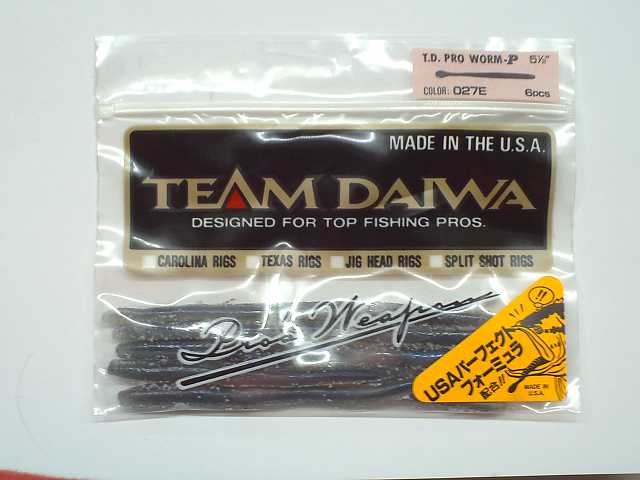 T.D. PRO WORM-P 5½"
COLOR: 027E 6pcs
MADE IN THE U.S.A.
TEAM DAIWA
DESIGNED FOR TOP FISHING PROS.
CAROLINA RIGS TEXAS RIGS JIG HEAD RIGS SPLIT SHOT RIGS
Pro's Weapon
!!
USAパーフェクト
フォーミュラ
配合!!
MADE IN
U.S.A.